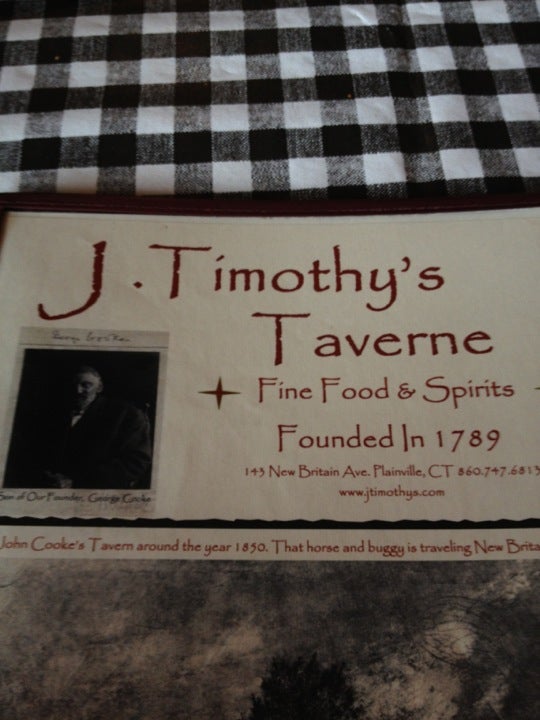 J. Timothy's
Taverne
Fine Food & Spirits
Founded In 1789
143 New Britain Ave. Plainville, CT 860.747.6813
www.jtimothys.com
Son of Our Founder, George Cooke
John Cooke's Tavern around the year 1850. That horse and buggy is traveling New Brita